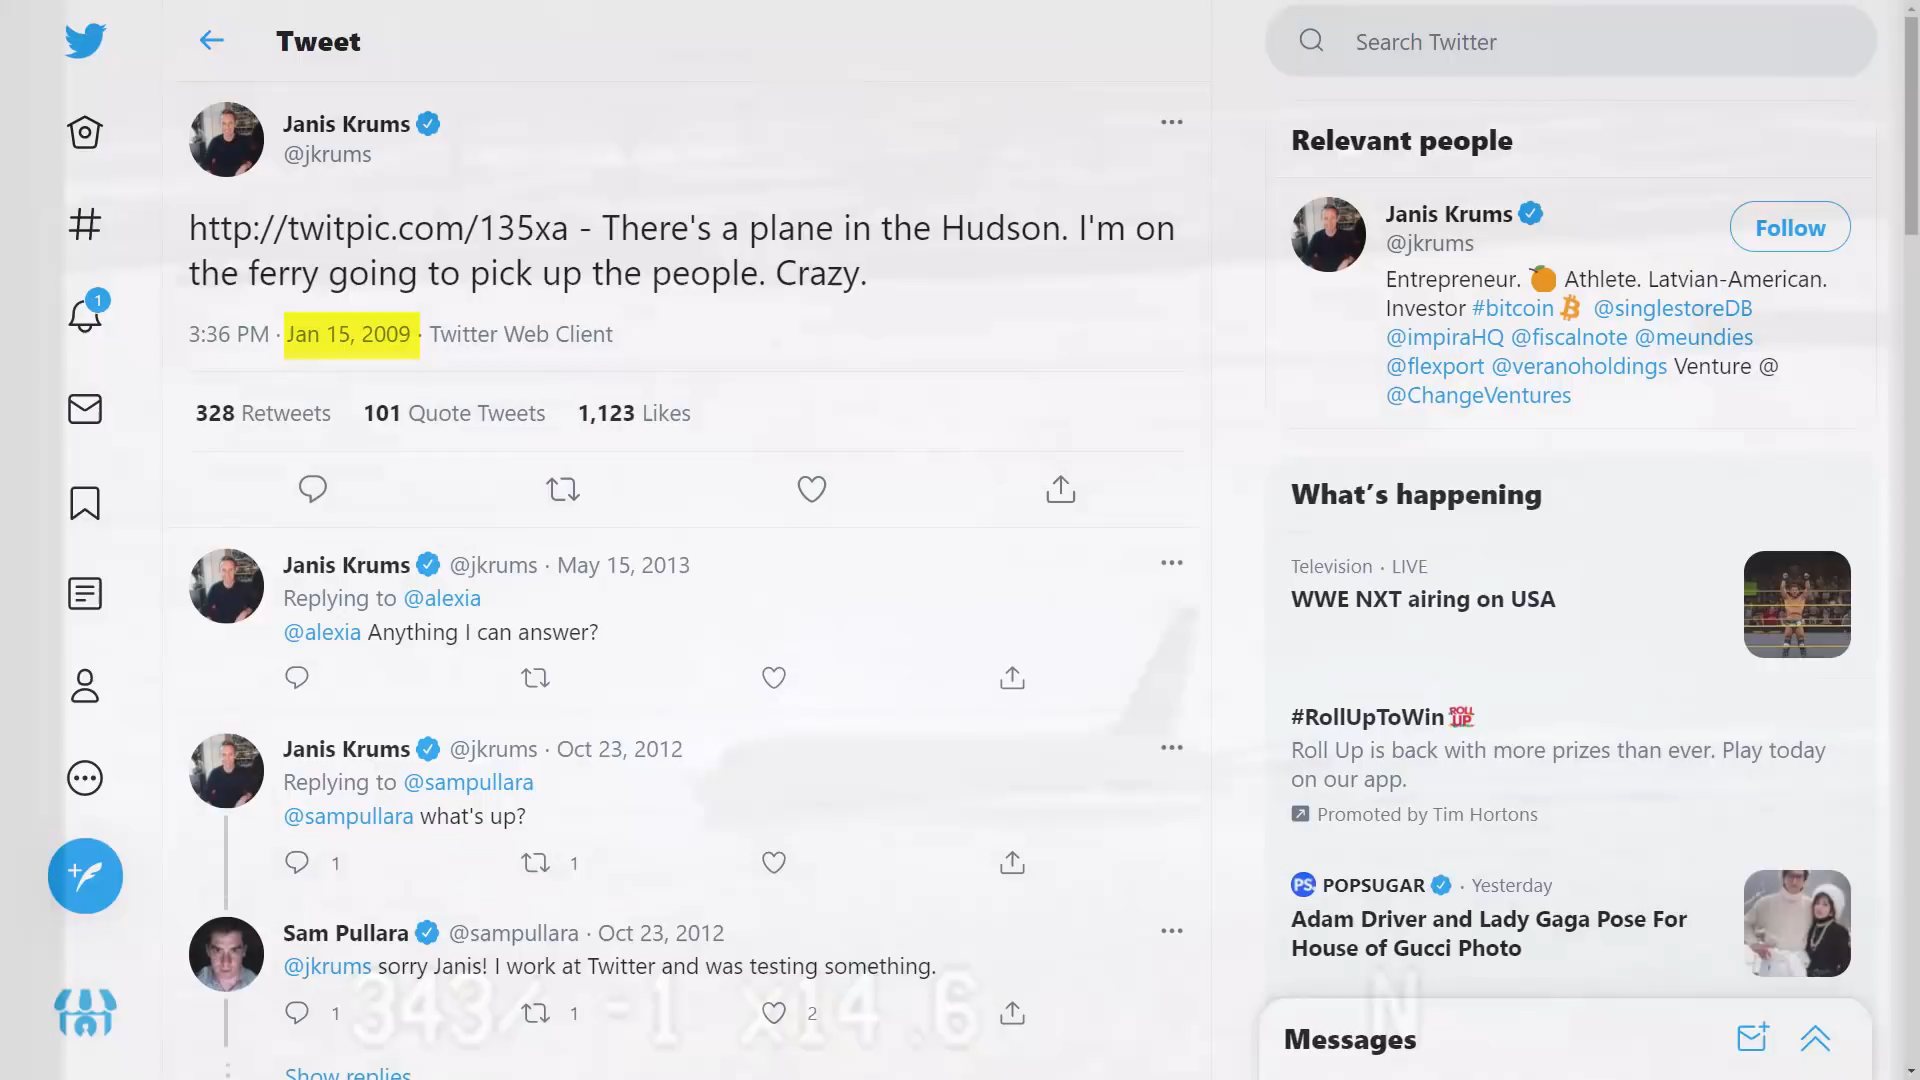 Tweet
Search Twitter
Janis Krums
@jkrums
http://twitpic.com/135xa - There's a plane in the Hudson. I'm on
the ferry going to pick up the people. Crazy.
3:36 PM · Jan 15, 2009 · Twitter Web Client
328 Retweets 101 Quote Tweets 1,123 Likes
Janis Krums @jkrums · May 15, 2013
Replying to @alexia
@alexia Anything I can answer?
Janis Krums @jkrums · Oct 23, 2012
Replying to @sampullara
@sampullara what's up?
1 1
Sam Pullara @sampullara · Oct 23, 2012
@jkrums sorry Janis! I work at Twitter and was testing something.
1 1 2
Show replies
1
Relevant people
Janis Krums
@jkrums
Follow
Entrepreneur. 🍊 Athlete. Latvian-American.
Investor #bitcoin @singlestoreDB
@impiraHQ @fiscalnote @meundies
@flexport @veranoholdings Venture @
@ChangeVentures
What's happening
Television · LIVE
WWE NXT airing on USA
#RollUpToWin ROLL UP
Roll Up is back with more prizes than ever. Play today
on our app.
Promoted by Tim Hortons
PS POPSUGAR · Yesterday
Adam Driver and Lady Gaga Pose For
House of Gucci Photo
Messages
N